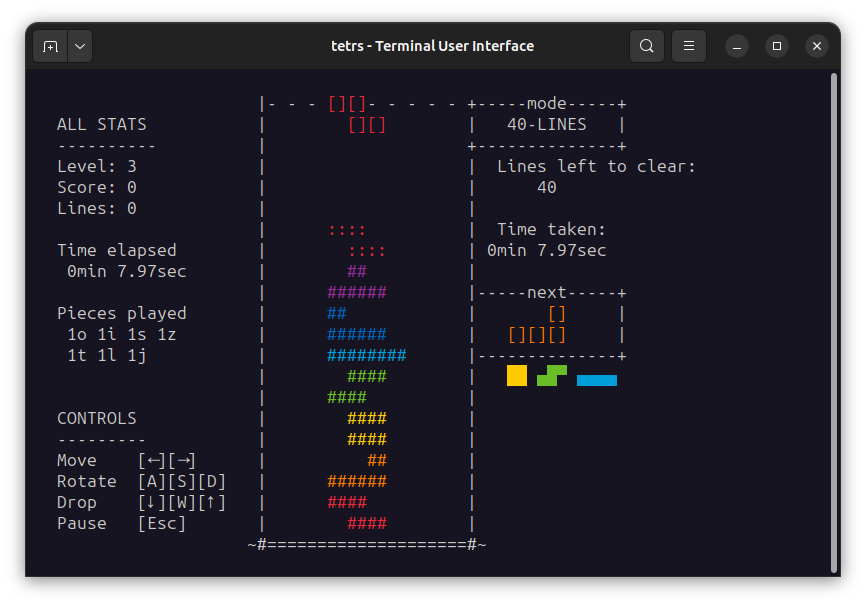 tetrs - Terminal User Interface
|- - - [][]- - - - - +-----mode-----+
ALL STATS | [][] | 40-LINES |
---------- | +--------------+
Level: 3 | | Lines left to clear:
Score: 0 | | 40
Lines: 0 | |
| :::: | Time taken:
Time elapsed | :::: | 0min 7.97sec
0min 7.97sec | ## |
| ###### |-----next-----+
Pieces played | ## | [] |
1o 1i 1s 1z | ###### | [][][] |
1t 1l 1j | ######## |--------------+
| #### |
| #### |
CONTROLS | #### |
--------- | #### |
Move [←][→] | ## |
Rotate [A][S][D] | ###### |
Drop [↓][W][↑] | #### |
Pause [Esc] | #### |
~#====================#~